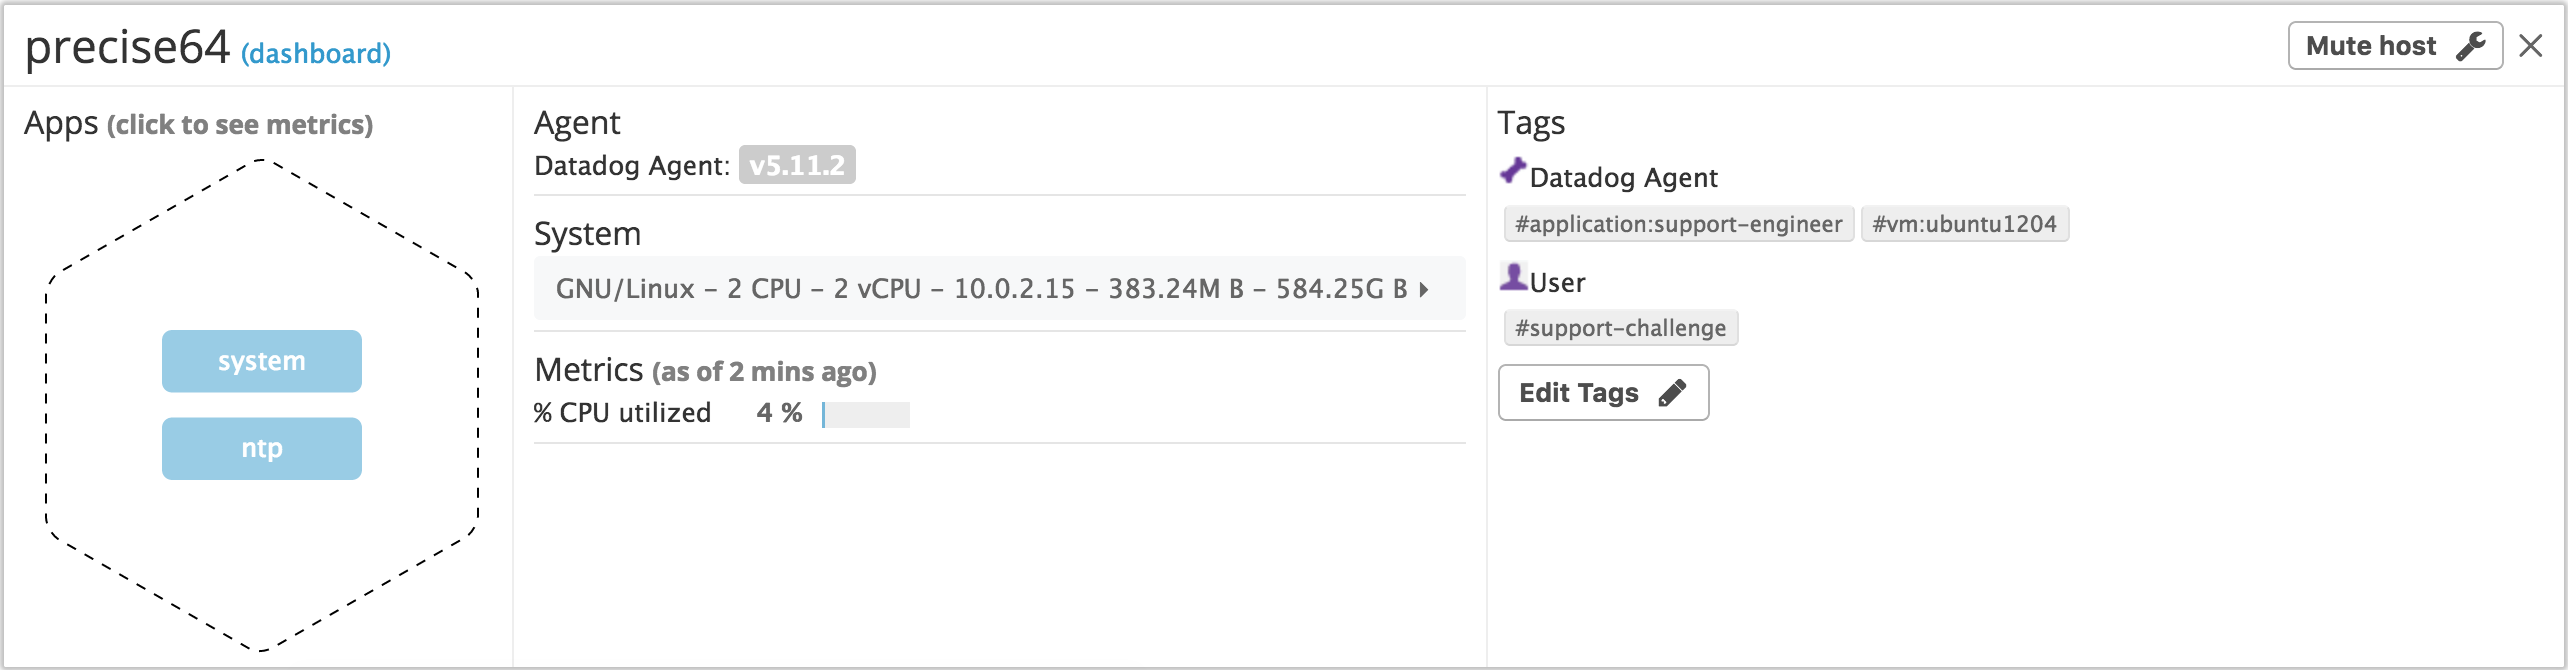 precise64 (dashboard)
Mute host
Apps (click to see metrics)
system
ntp
Agent
Datadog Agent: v5.11.2
System
GNU/Linux – 2 CPU – 2 vCPU – 10.0.2.15 – 383.24M B – 584.25G B
Metrics (as of 2 mins ago)
% CPU utilized 4 %
Tags
Datadog Agent
#application:support-engineer #vm:ubuntu1204
User
#support-challenge
Edit Tags